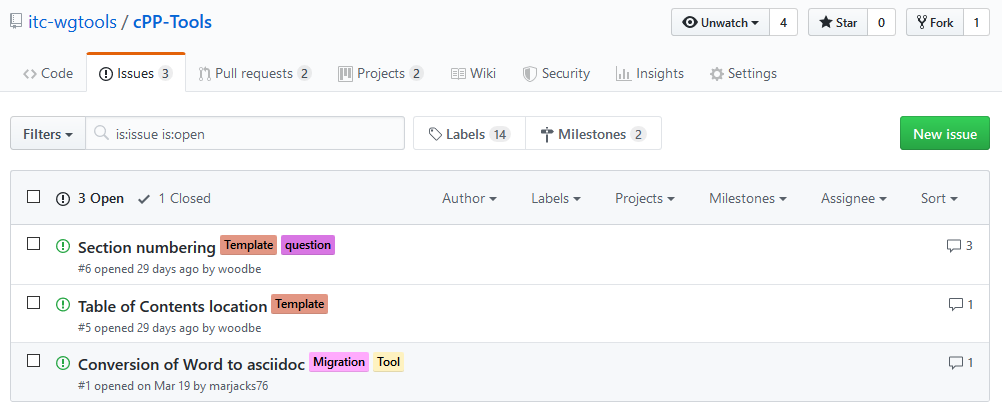 itc-wgtools / cPP-Tools
Unwatch 4 Star 0 Fork 1
Code Issues 3 Pull requests 2 Projects 2 Wiki Security Insights Settings
Filters is:issue is:open Labels 14 Milestones 2 New issue
3 Open 1 Closed Author Labels Projects Milestones Assignee Sort
Section numbering Template question 3
#6 opened 29 days ago by woodbe
Table of Contents location Template 1
#5 opened 29 days ago by woodbe
Conversion of Word to asciidoc Migration Tool 1
#1 opened on Mar 19 by marjacks76